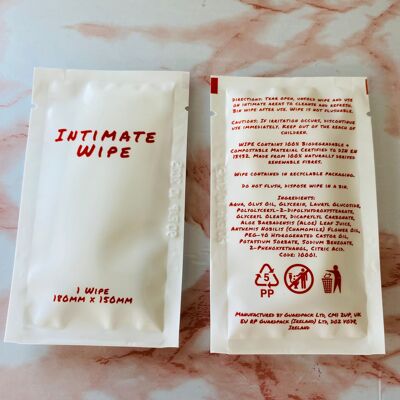 INTIMATE
WIPE
1 WIPE
180MM X 150MM
DIRECTIONS: TEAR OPEN, UNFOLD WIPE AND USE
ON INTIMATE AREAS TO CLEANSE AND REFRESH.
BIN WIPE AFTER USE. WIPE IS NOT FLUSHABLE.
CAUTIONS: IF IRRITATION OCCURS, DISCONTINUE
USE IMMEDIATELY. KEEP OUT OF THE REACH OF
CHILDREN.
WIPE CONTAINS 100% BIODEGRADABLE +
COMPOSTABLE MATERIAL CERTIFIED TO DIN EN
13432. MADE FROM 100% NATURALLY DERIVED
RENEWABLE FIBRES.
WIPE CONTAINED IN RECYCLABLE PACKAGING.
DO NOT FLUSH, DISPOSE WIPE IN A BIN.
INGREDIENTS:
AQUA, OLUS OIL, GLYCERIN, LAURYL GLUCOSIDE,
POLYGLYCERYL-2-DIPOLYHYDROXYSTEARATE,
GLYCERYL OLEATE, DICAPRYLYL CARBONATE,
ALOE BARBADENSIS (ALOE) LEAF JUICE,
ANTHEMIS NOBILIS (CHAMOMILE) FLOWER OIL,
PEG-40 HYDROGENATED CASTOR OIL,
POTASSIUM SORBATE, SODIUM BENZOATE,
2-PHENOXYETHANOL, CITRIC ACID.
CODE: 10001.
5
PP
MANUFACTURED BY GUARDPACK LTD, CM1 2UP, UK
EU RP GUARDPACK (IRELAND) LTD, D02 Y078,
IRELAND